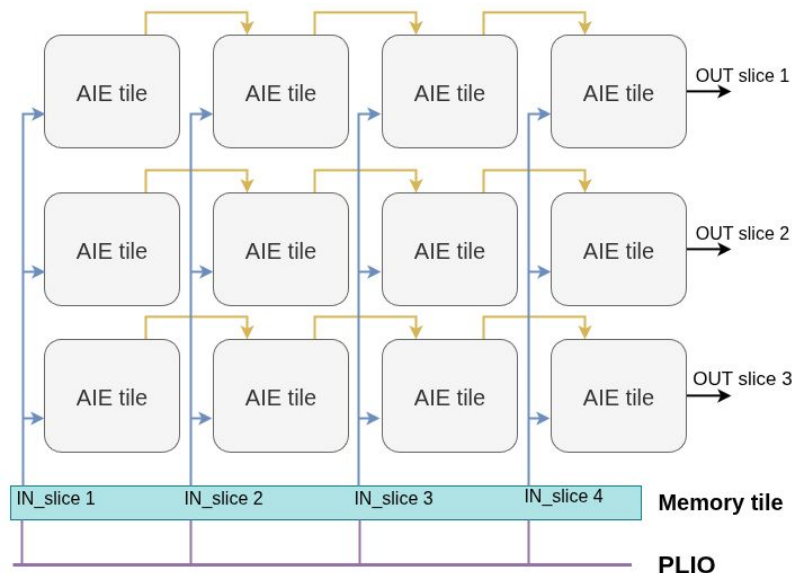 AIE tile AIE tile AIE tile AIE tile OUT slice 1
AIE tile AIE tile AIE tile AIE tile OUT slice 2
AIE tile AIE tile AIE tile AIE tile OUT slice 3
IN_slice 1 IN_slice 2 IN_slice 3 IN_slice 4 Memory tile
PLIO